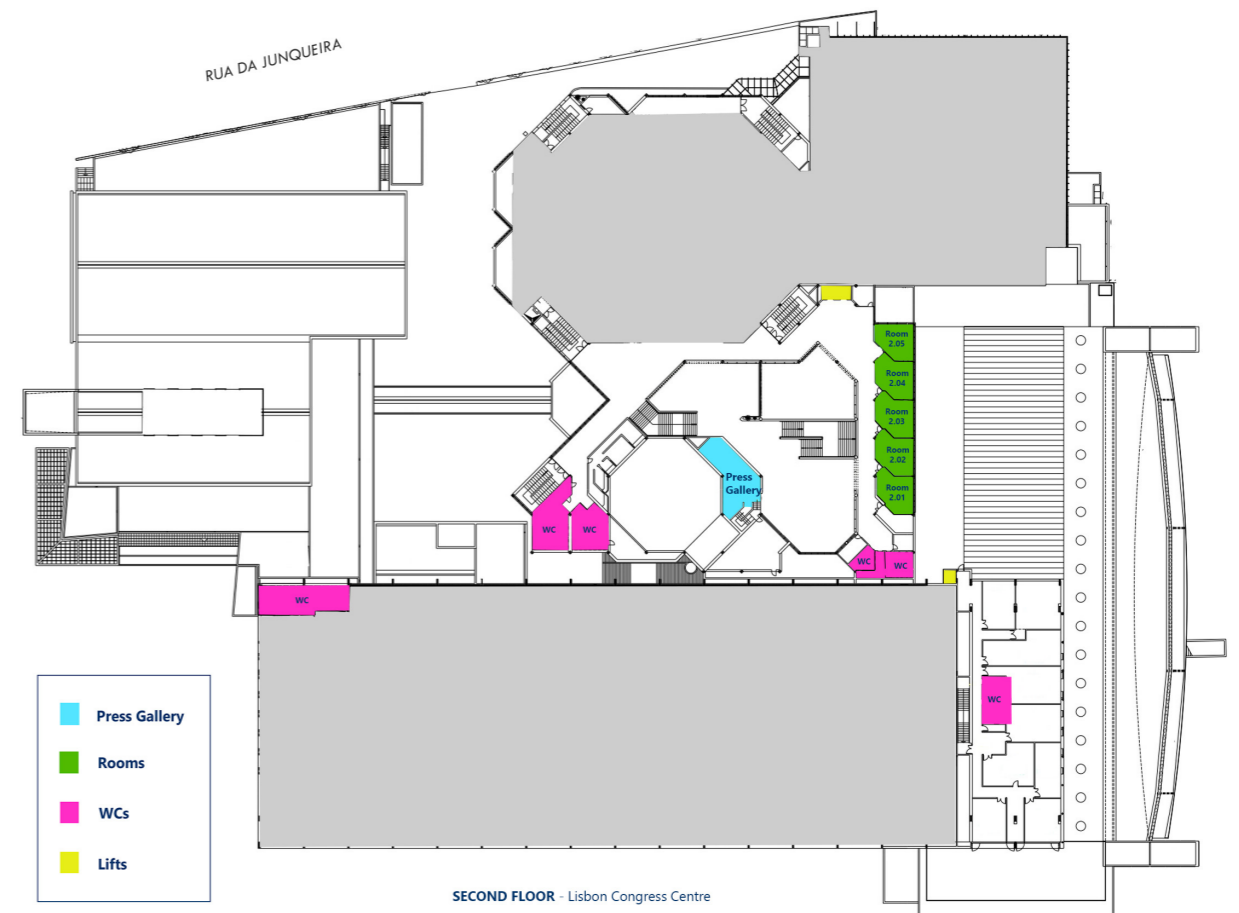 RUA DA JUNQUEIRA
Room
2.05
Room
2.04
Room
2.03
Room
2.02
Room
2.01
Press
Gallery
WC
WC
WC
WC
WC
WC
Press Gallery
Rooms
WCs
Lifts
SECOND FLOOR - Lisbon Congress Centre